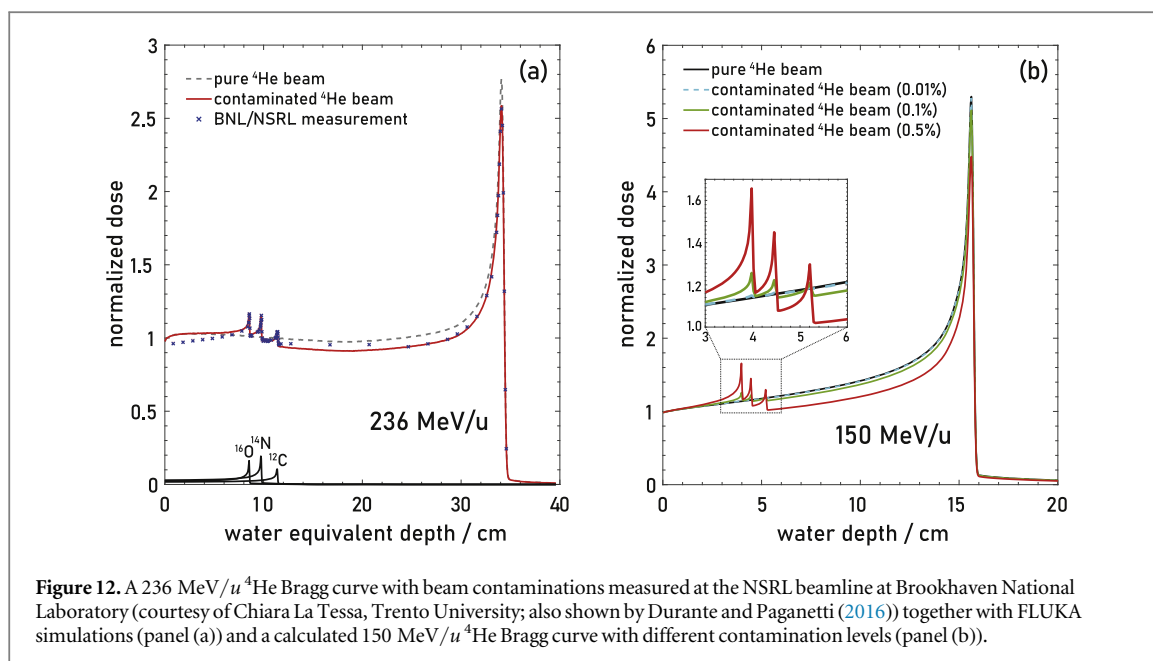 3
2.5
2
1.5
1
0.5
0
0
10
20
30
40
normalized dose
water equivalent depth / cm
(a)
pure ⁴He beam
contaminated ⁴He beam
BNL/NSRL measurement
236 MeV/u
¹⁶O
¹⁴N
¹²C
6
5
4
3
2
1
0
0
5
10
15
20
normalized dose
water depth / cm
(b)
pure ⁴He beam
contaminated ⁴He beam (0.01%)
contaminated ⁴He beam (0.1%)
contaminated ⁴He beam (0.5%)
1.6
1.4
1.2
1.0
3
4
5
6
150 MeV/u
Figure 12. A 236 MeV/u ⁴He Bragg curve with beam contaminations measured at the NSRL beamline at Brookhaven National
Laboratory (courtesy of Chiara La Tessa, Trento University; also shown by Durante and Paganetti (2016)) together with FLUKA
simulations (panel (a)) and a calculated 150 MeV/u ⁴He Bragg curve with different contamination levels (panel (b)).